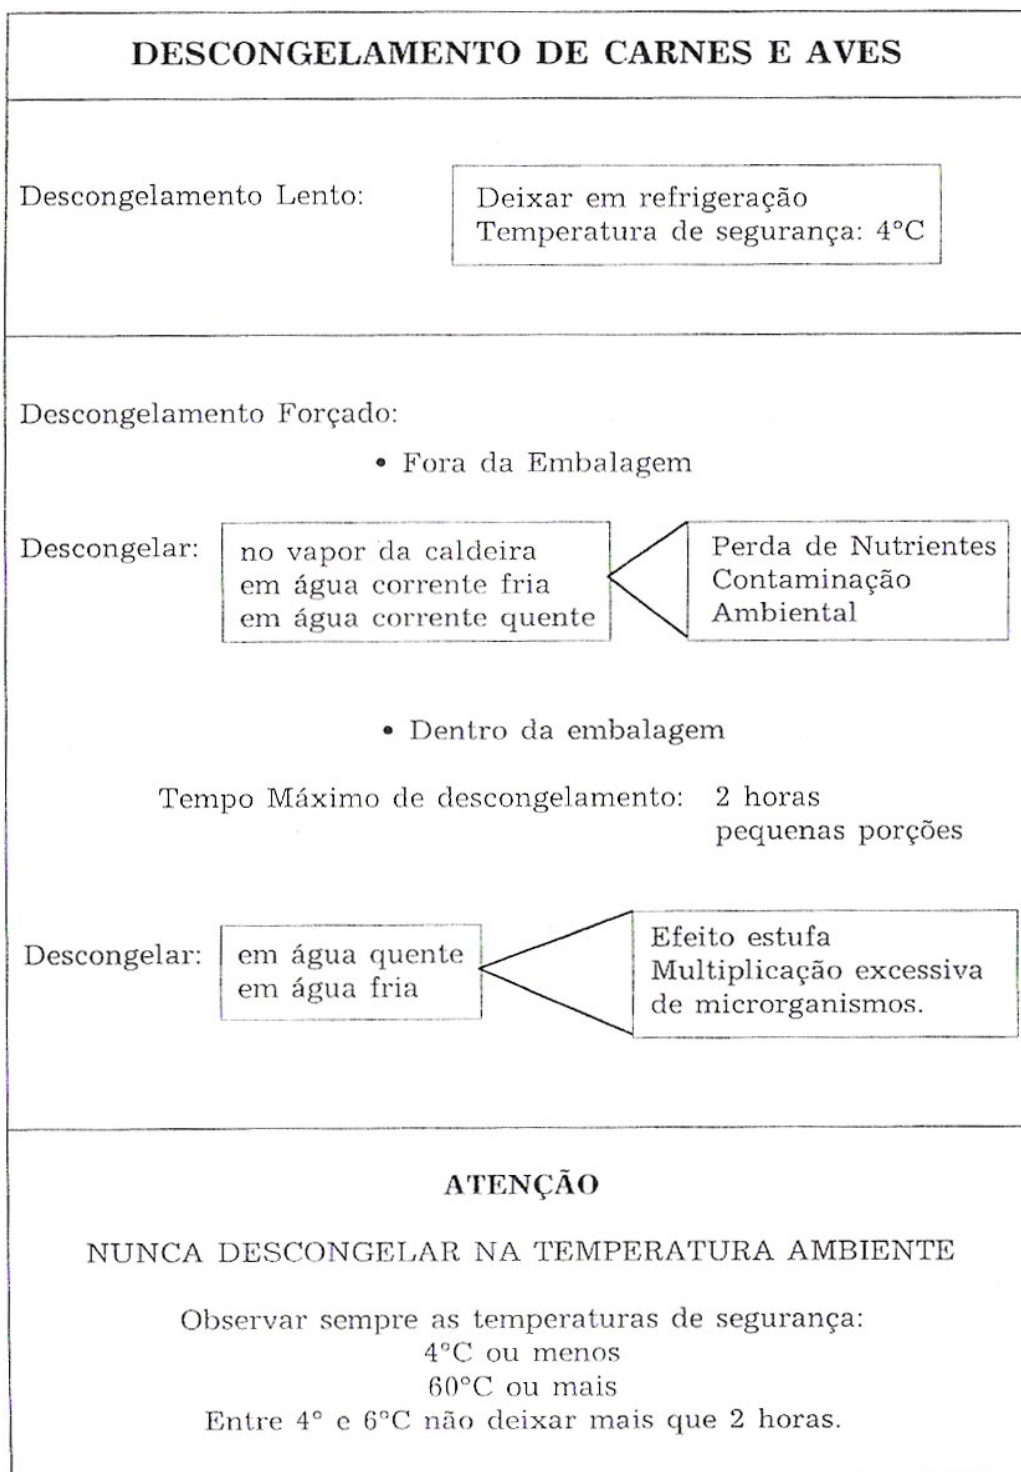 DESCONGELAMENTO DE CARNES E AVES
Descongelamento Lento:
Deixar em refrigeração
Temperatura de segurança: 4°C
Descongelamento Forçado:
• Fora da Embalagem
Descongelar:
no vapor da caldeira
em água corrente fria
em água corrente quente
Perda de Nutrientes
Contaminação
Ambiental
• Dentro da embalagem
Tempo Máximo de descongelamento: 2 horas
pequenas porções
Descongelar:
em água quente
em água fria
Efeito estufa
Multiplicação excessiva
de microrganismos.
ATENÇÃO
NUNCA DESCONGELAR NA TEMPERATURA AMBIENTE
Observar sempre as temperaturas de segurança:
4°C ou menos
60°C ou mais
Entre 4° e 6°C não deixar mais que 2 horas.